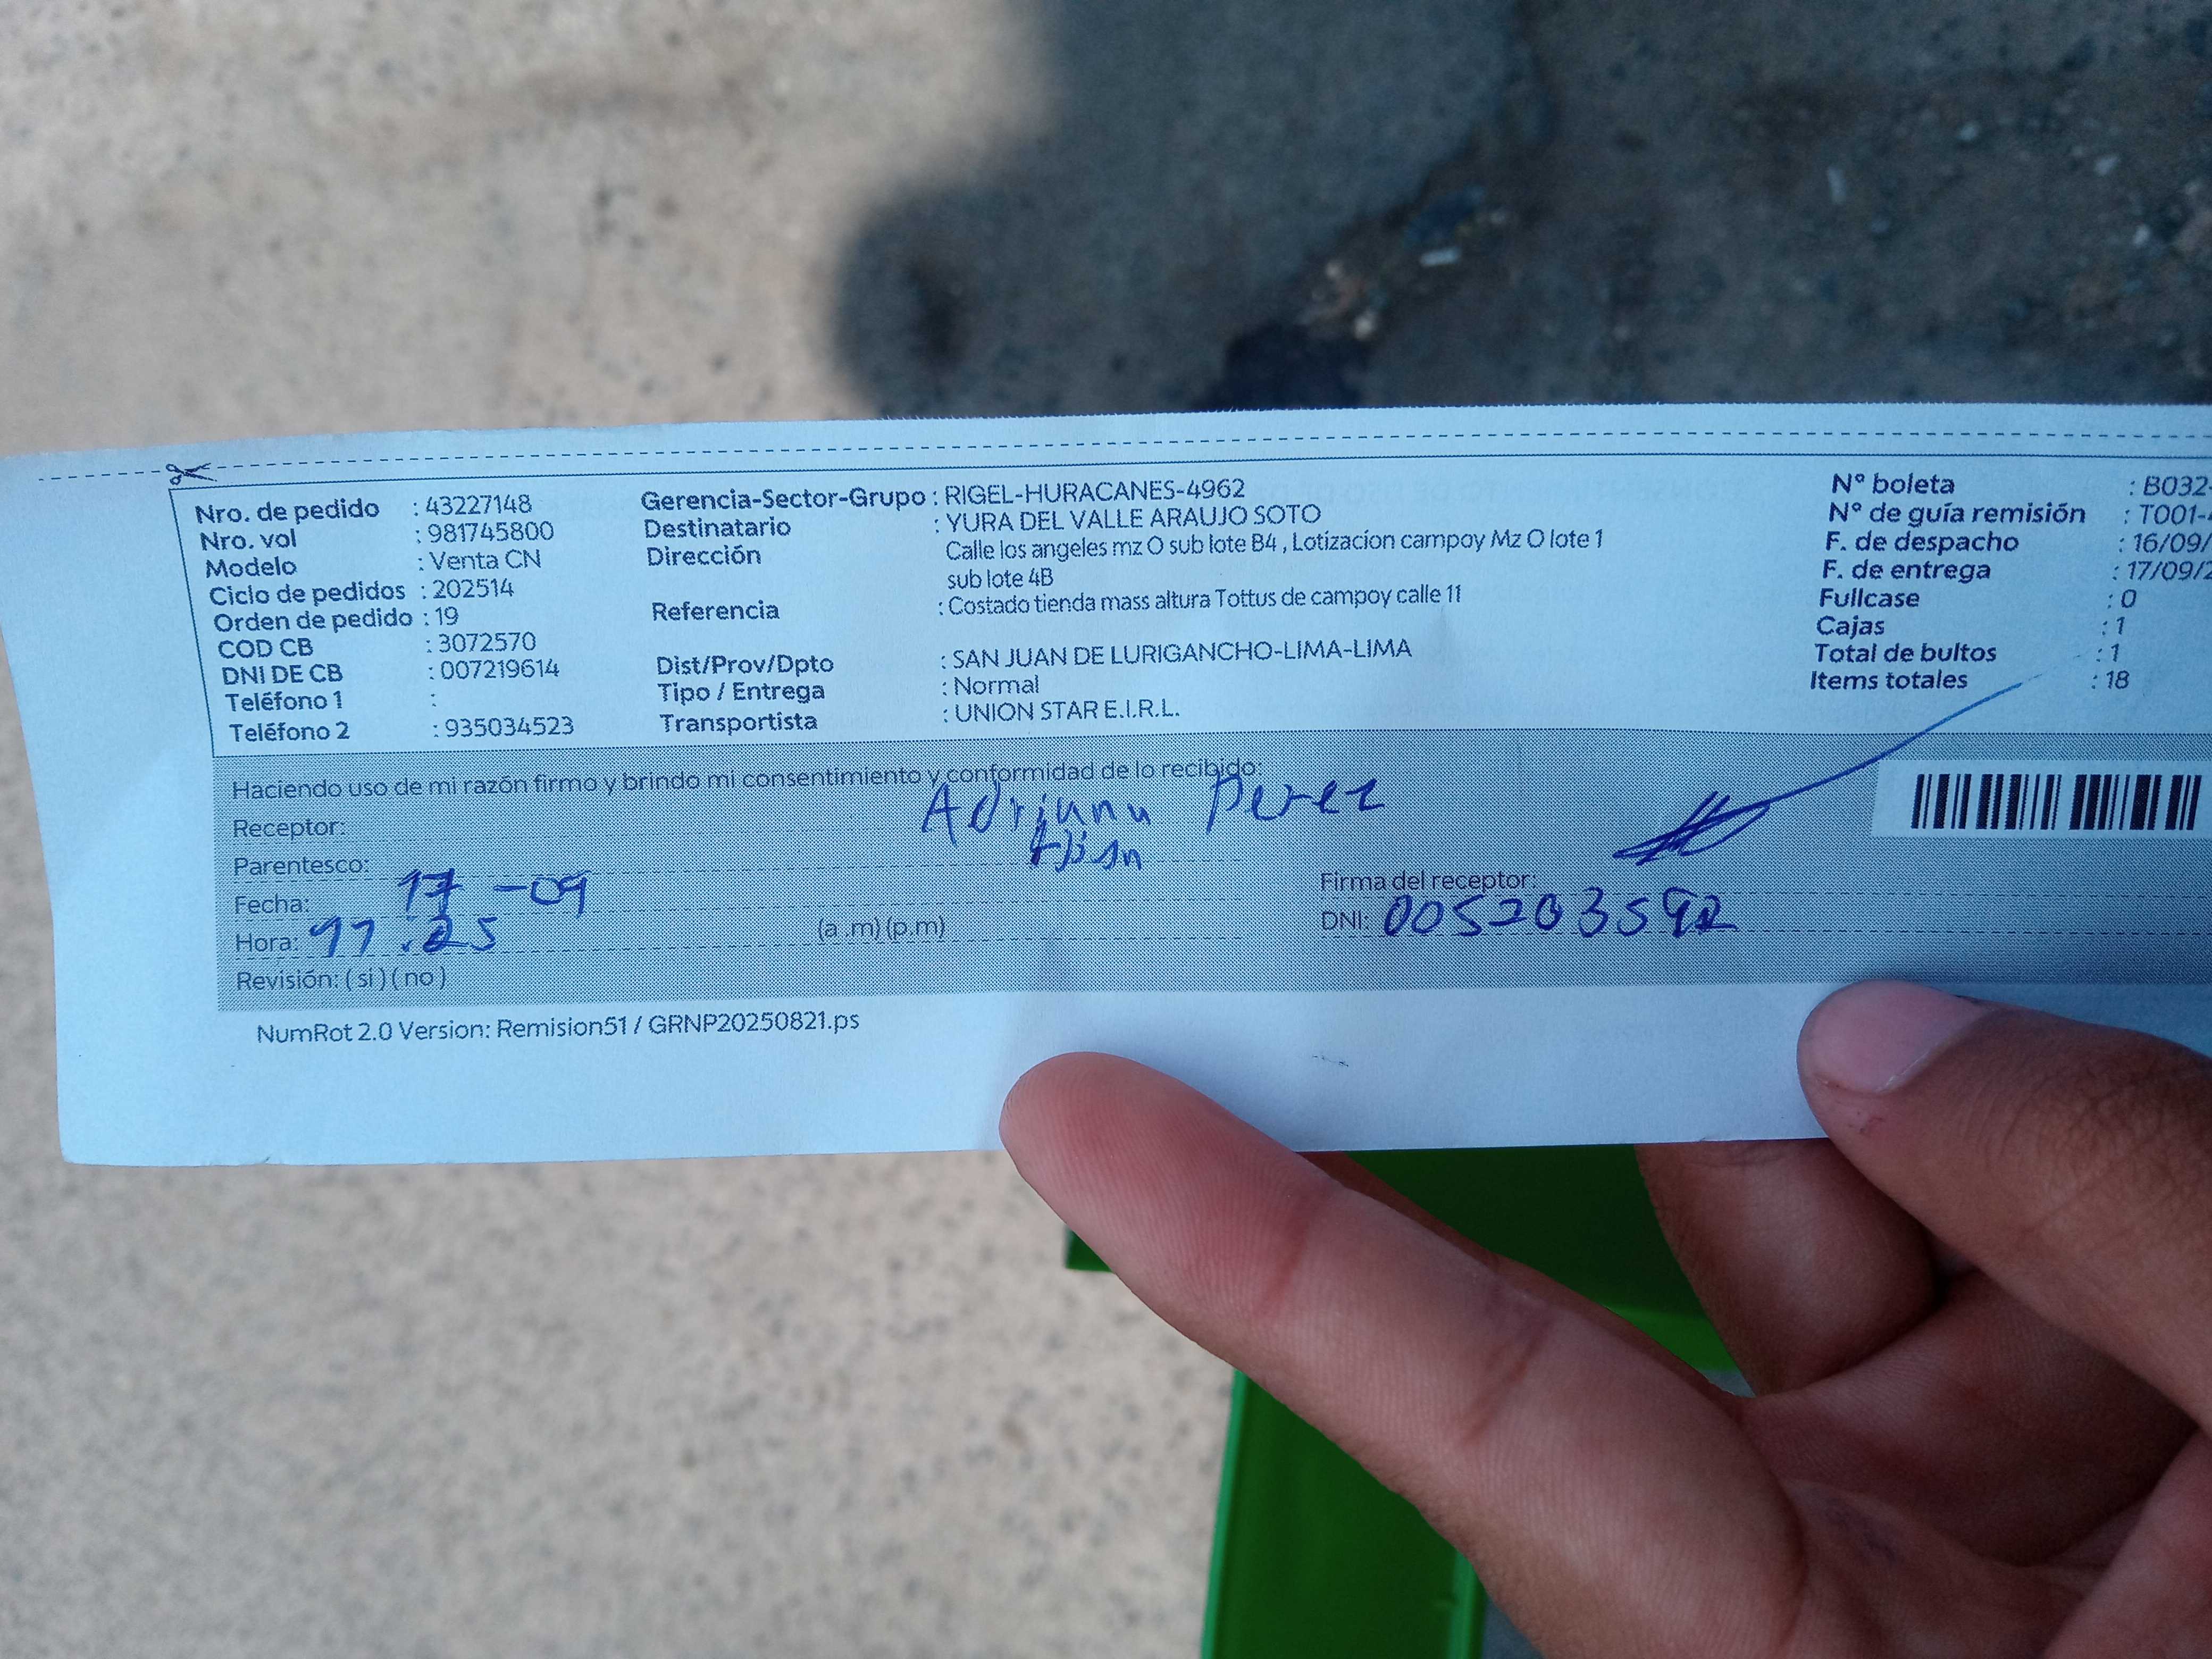 Nro. de pedido : 43227148
Nro. vol : 981745800
Modelo : Venta CN
Ciclo de pedidos : 202514
Orden de pedido : 19
COD CB : 3072570
DNI DE CB : 007219614
Teléfono 1 :
Teléfono 2 : 935034523
Gerencia-Sector-Grupo : RIGEL-HURACANES-4962
Destinatario : YURA DEL VALLE ARAUJO SOTO
Dirección Calle los angeles mz O sub lote B4 , Lotizacion campoy Mz O lote 1
sub lote 4B
Referencia : Costado tienda mass altura Tottus de campoy calle 11
Dist/Prov/Dpto : SAN JUAN DE LURIGANCHO-LIMA-LIMA
Tipo / Entrega : Normal
Transportista : UNION STAR E.I.R.L.
N° boleta : B032-
N° de guía remisión : T001-
F. de despacho : 16/09/
F. de entrega : 17/09/2
Fullcase : 0
Cajas : 1
Total de bultos : 1
Items totales : 18
Haciendo uso de mi razón firmo y brindo mi consentimiento y conformidad de lo recibido:
Receptor: Adriana Perez
Parentesco:
Fecha: 17-09
Hora: 11:25 (a .m) (p.m)
Revisión: ( si ) ( no )
Firma del receptor:
DNI: 005203592
NumRot 2.0 Version: Remision51 / GRNP20250821.ps